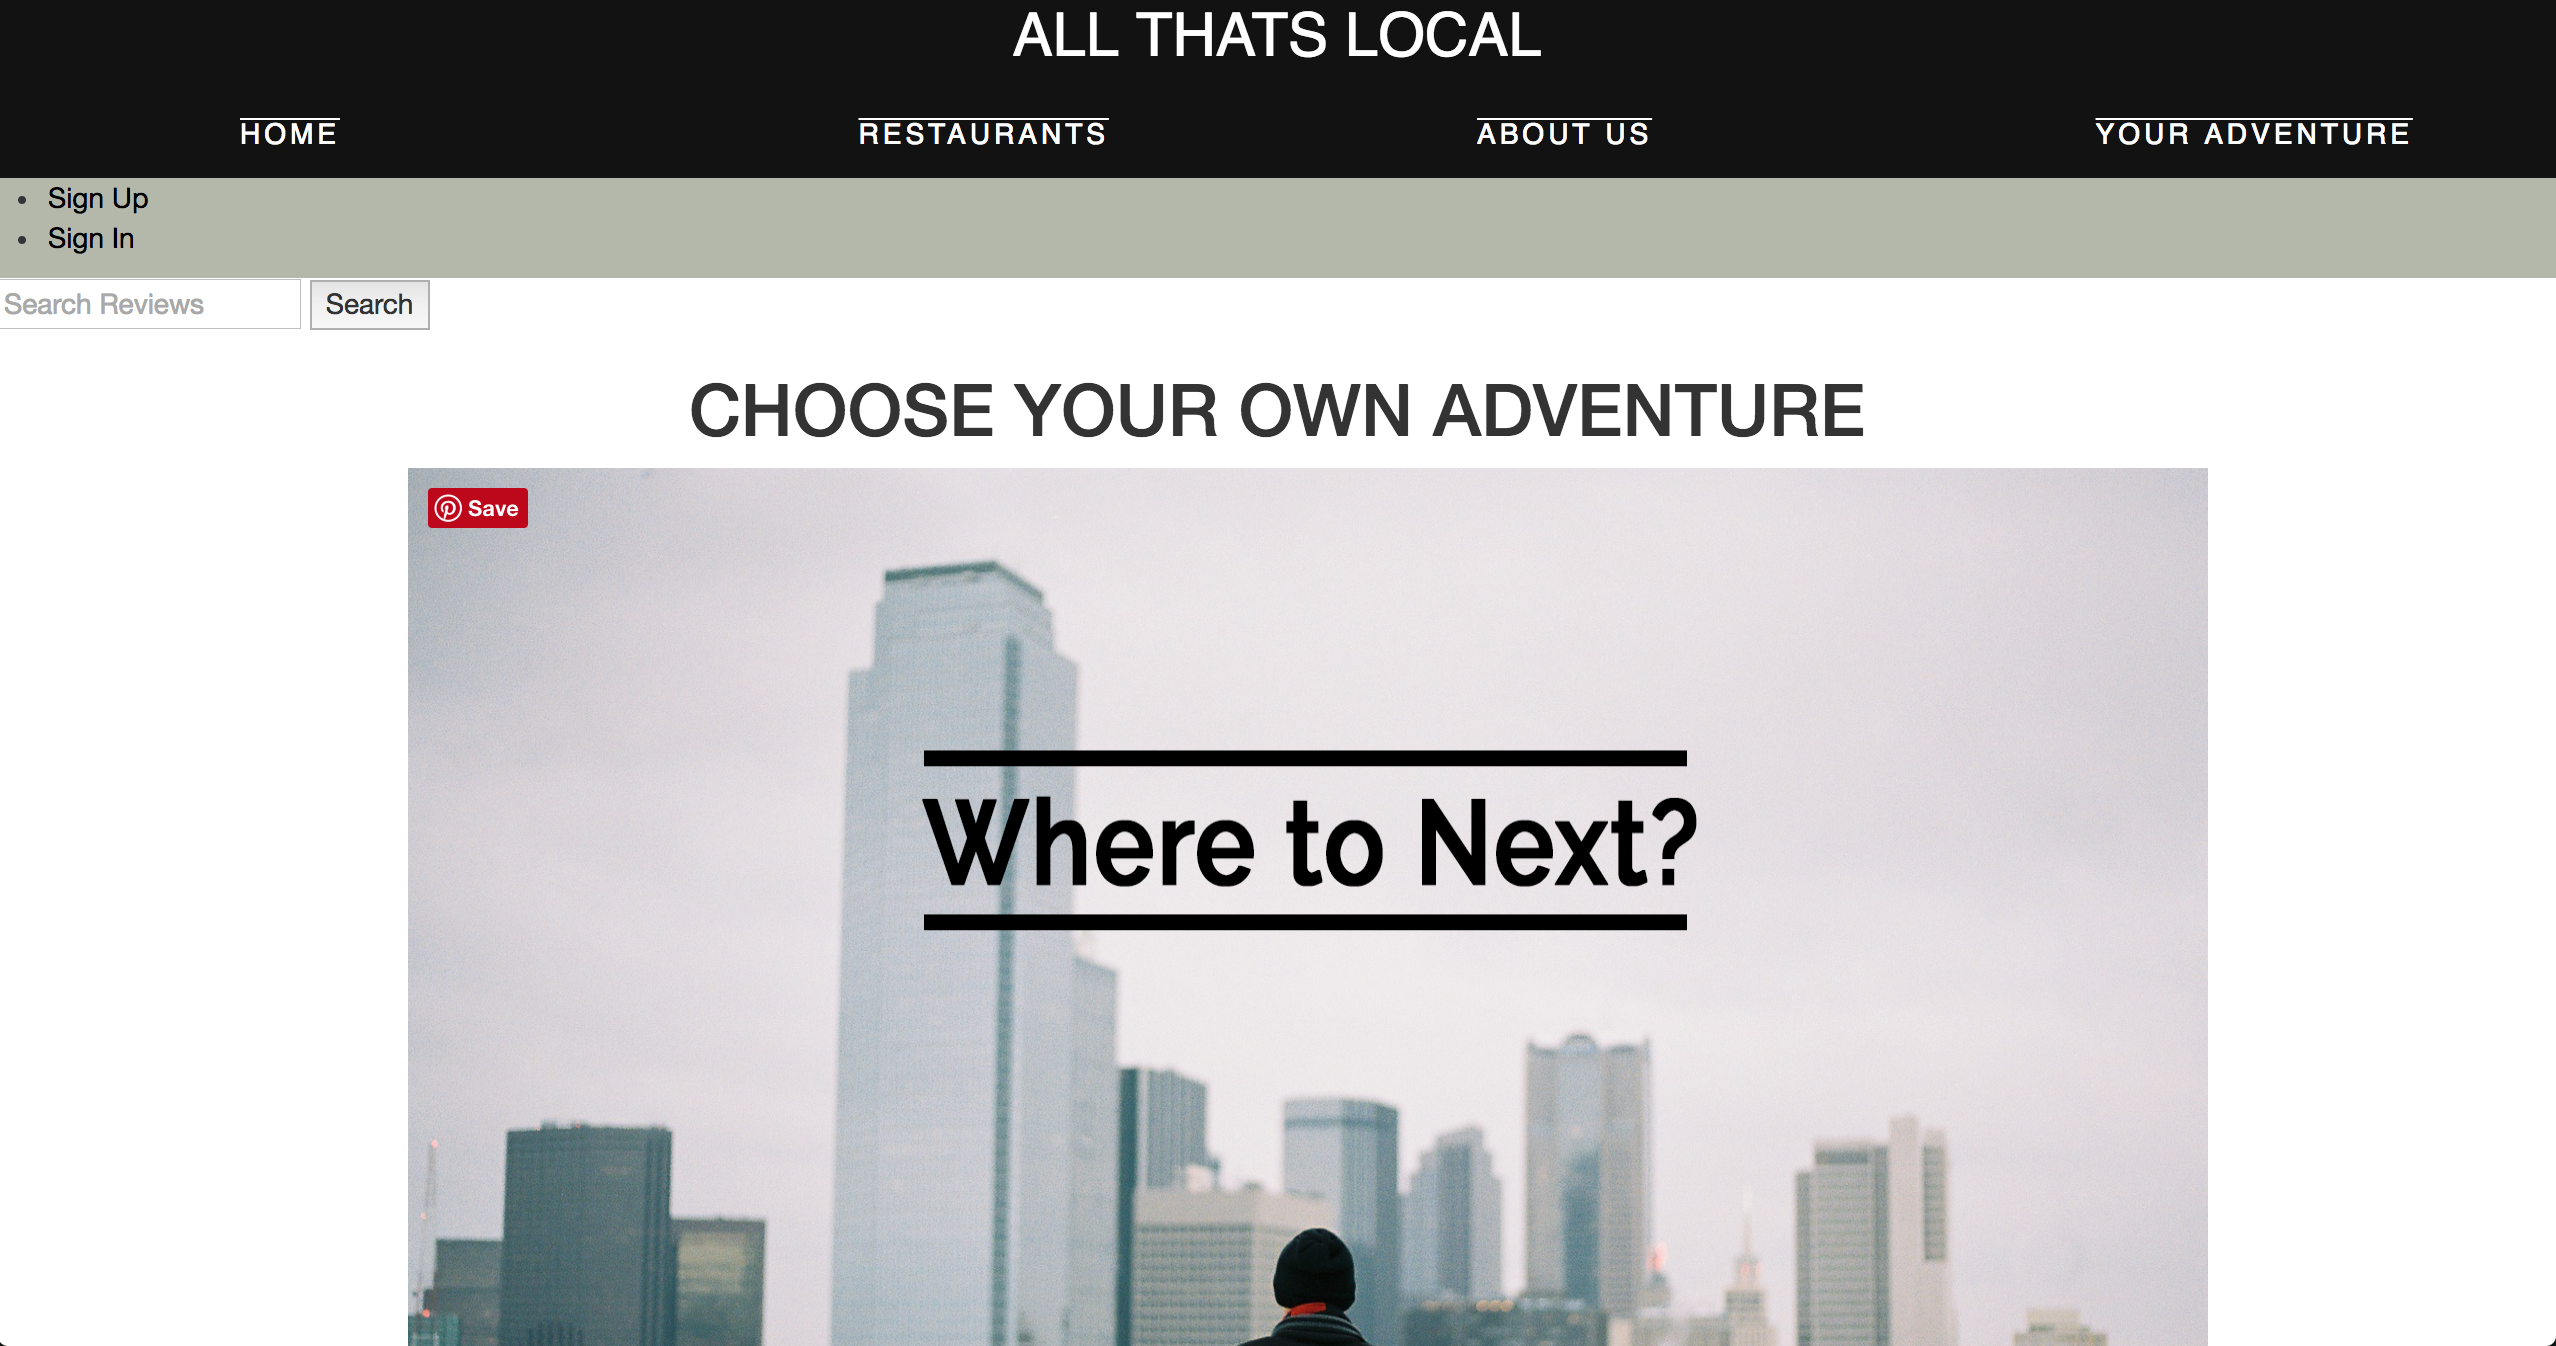 ALL THATS LOCAL
HOME RESTAURANTS ABOUT US YOUR ADVENTURE
Sign Up
Sign In
Search Reviews Search
CHOOSE YOUR OWN ADVENTURE
Save
Where to Next?